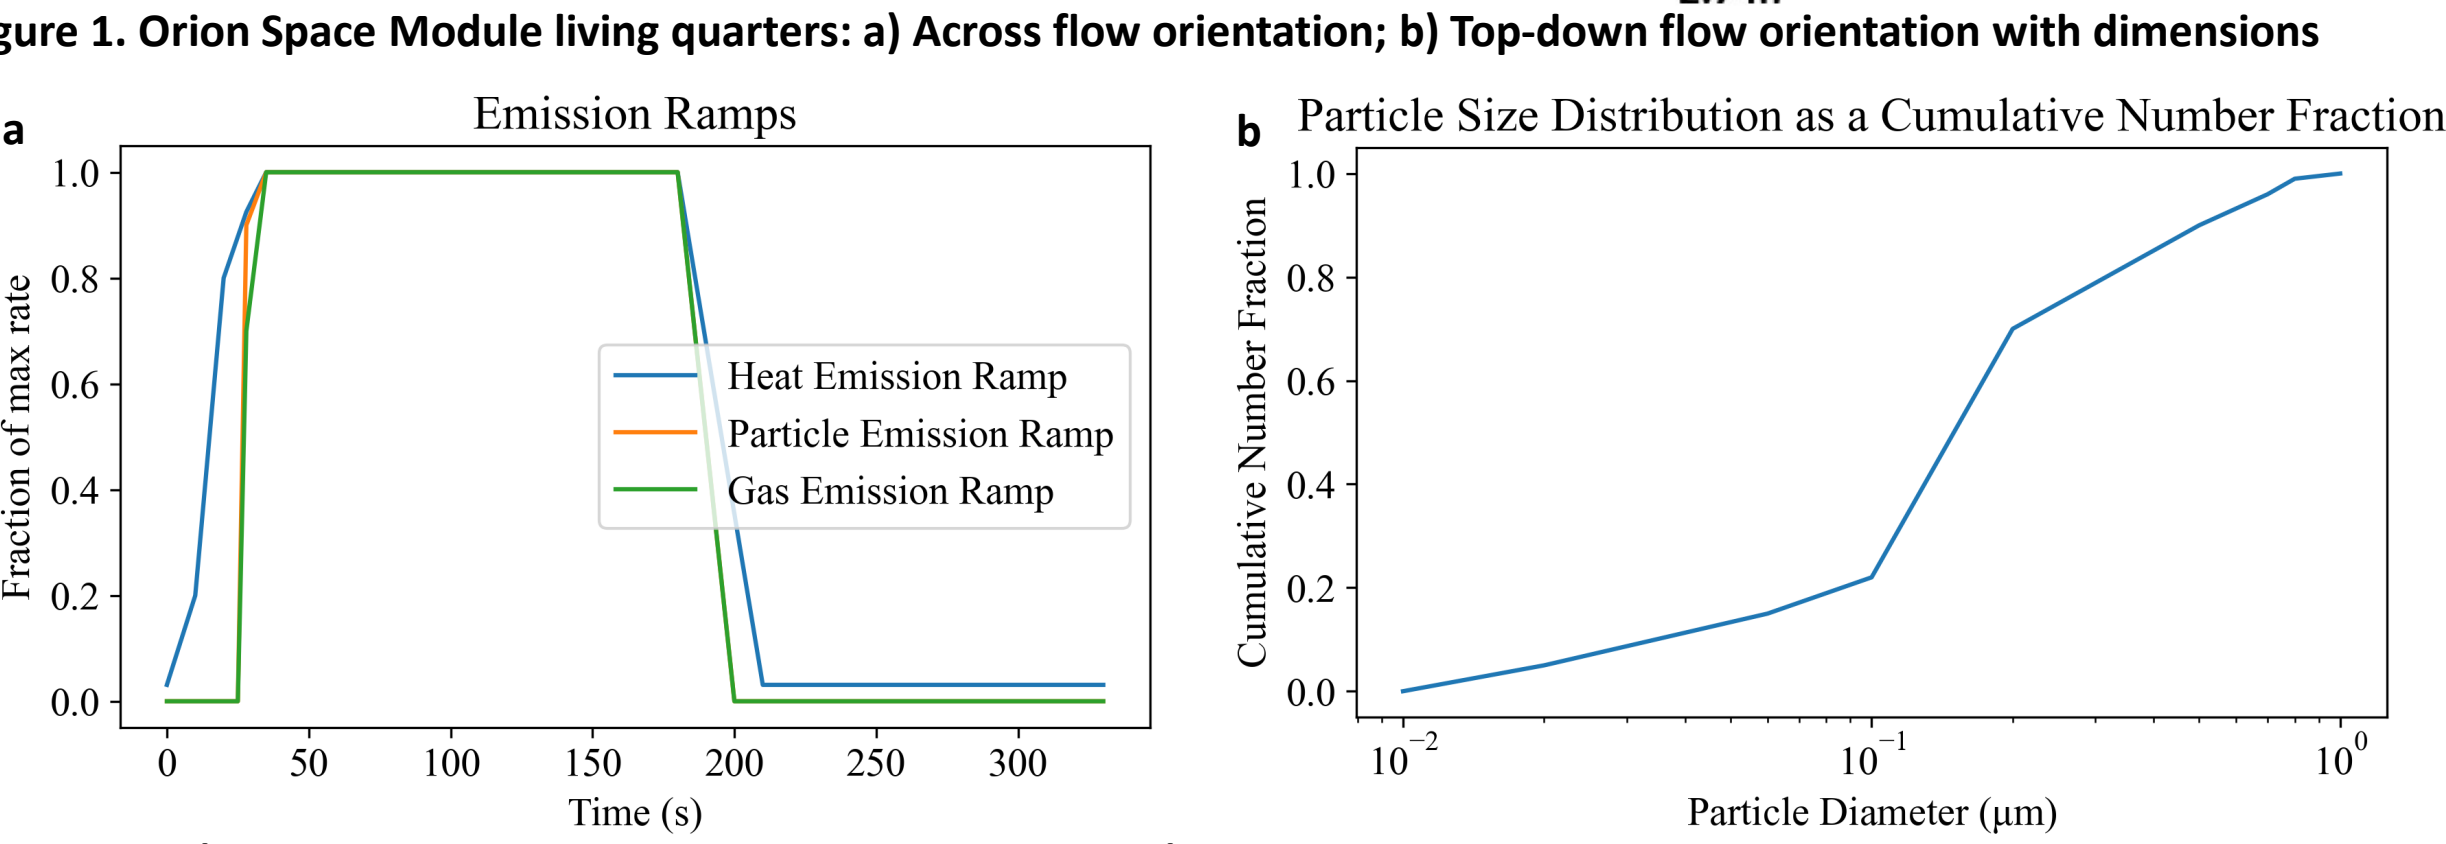 gure 1. Orion Space Module living quarters: a) Across flow orientation; b) Top-down flow orientation with dimensions
a
Emission Ramps
Fraction of max rate
1.0
0.8
0.6
0.4
0.2
0.0
Heat Emission Ramp
Particle Emission Ramp
Gas Emission Ramp
0 50 100 150 200 250 300
Time (s)
b
Particle Size Distribution as a Cumulative Number Fraction
Cumulative Number Fraction
1.0
0.8
0.6
0.4
0.2
0.0
10⁻² 10⁻¹ 10⁰
Particle Diameter (μm)